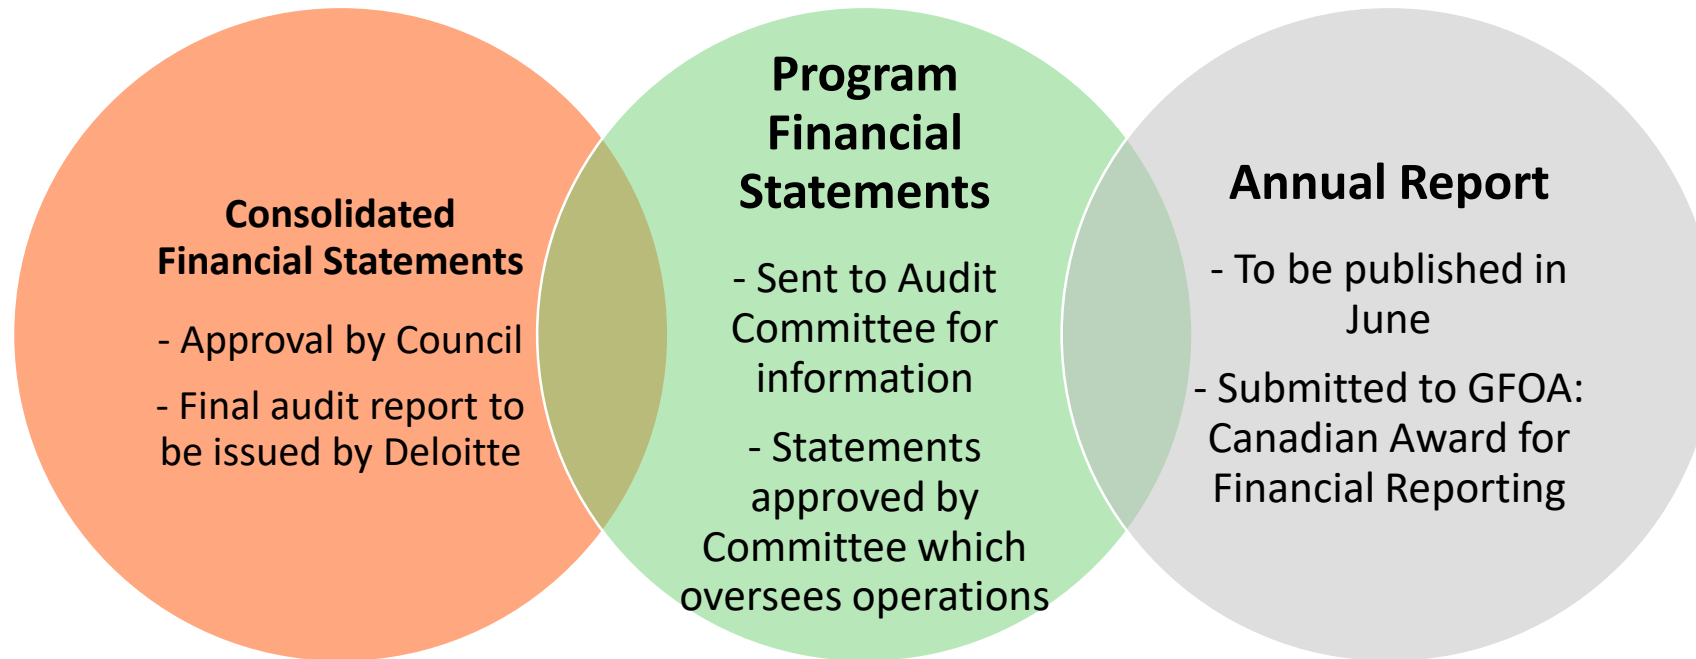 Consolidated
Financial Statements
- Approval by Council
- Final audit report to
be issued by Deloitte
Program
Financial
Statements
- Sent to Audit
Committee for
information
- Statements
approved by
Committee which
oversees operations
Annual Report
- To be published in
June
- Submitted to GFOA:
Canadian Award for
Financial Reporting